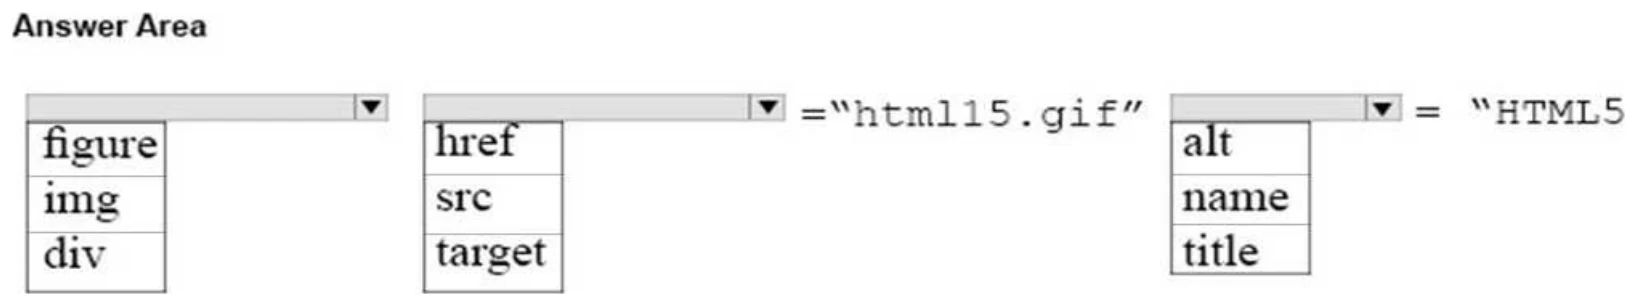 Answer Area
="html15.gif" = "HTML5
figure href alt
img src name
div target title